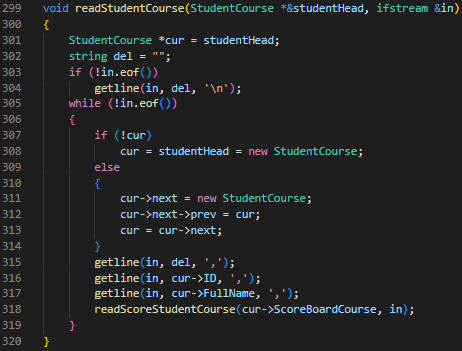 299 void readStudentCourse(StudentCourse *&studentHead, ifstream &in)
300 {
301     StudentCourse *cur = studentHead;
302     string del = "";
303     if (!in.eof())
304         getline(in, del, '\n');
305     while (!in.eof())
306     {
307         if (!cur)
308             cur = studentHead = new StudentCourse;
309         else
310         {
311             cur->next = new StudentCourse;
312             cur->next->prev = cur;
313             cur = cur->next;
314         }
315         getline(in, del, ',');
316         getline(in, cur->ID, ',');
317         getline(in, cur->FullName, ',');
318         readScoreStudentCourse(cur->ScoreBoardCourse, in);
319     }
320 }